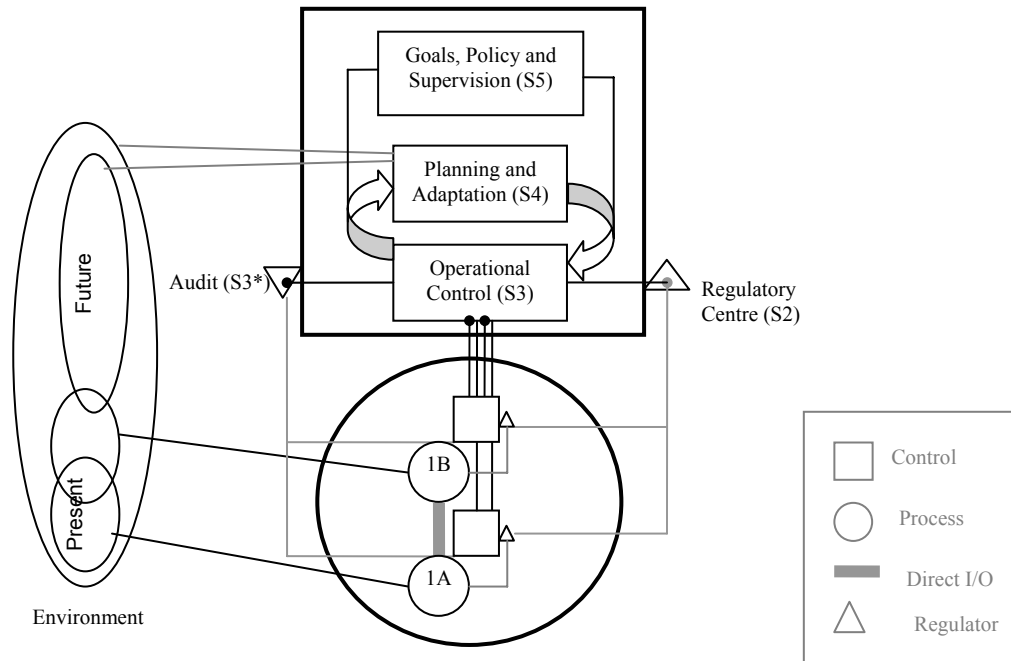 Goals, Policy and
Supervision (S5)
Planning and
Adaptation (S4)
Future
Audit (S3*)
Operational
Control (S3)
Regulatory
Centre (S2)
1B
Present
1A
Environment
Control
Process
Direct I/O
Regulator